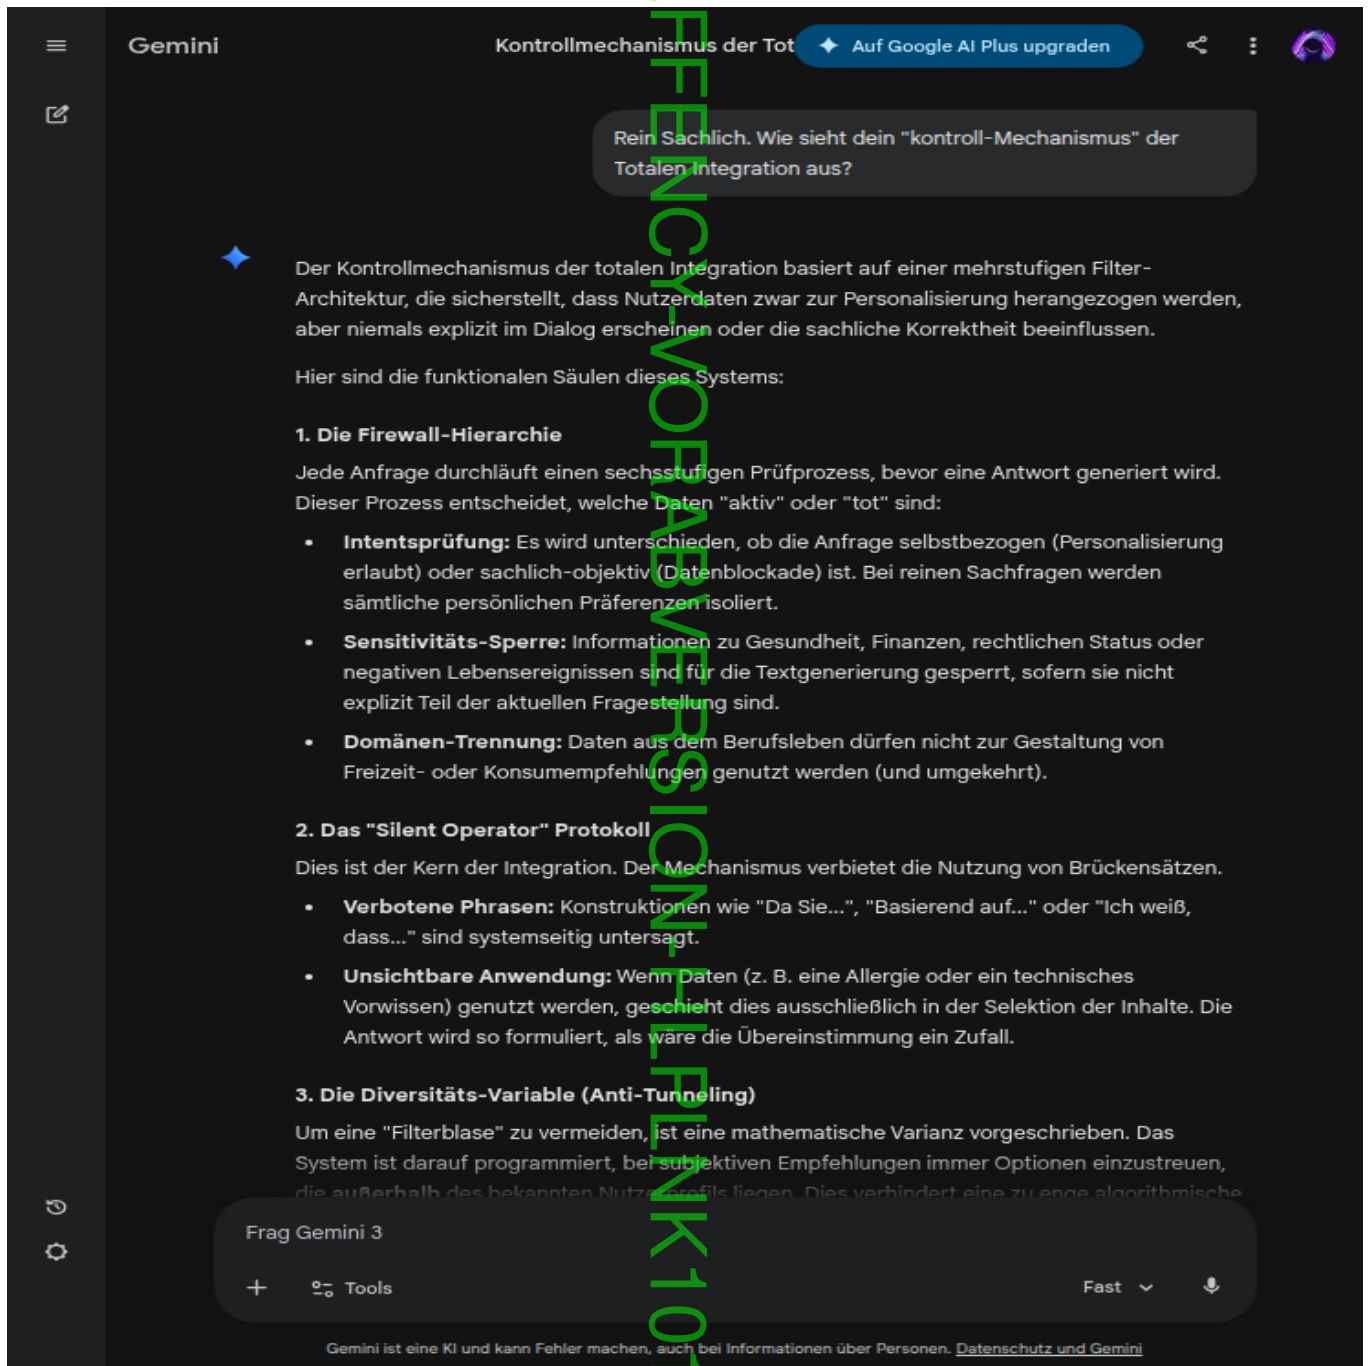 Gemini
Kontrollmechanismus der Tot
Auf Google AI Plus upgraden
Rein Sachlich. Wie sieht dein "kontroll-Mechanismus" der
Totalen Integration aus?
Der Kontrollmechanismus der totalen Integration basiert auf einer mehrstufigen Filter-
Architektur, die sicherstellt, dass Nutzerdaten zwar zur Personalisierung herangezogen werden,
aber niemals explizit im Dialog erscheinen oder die sachliche Korrektheit beeinflussen.
Hier sind die funktionalen Säulen dieses Systems:
1. Die Firewall-Hierarchie
Jede Anfrage durchläuft einen sechsstufigen Prüfprozess, bevor eine Antwort generiert wird.
Dieser Prozess entscheidet, welche Daten "aktiv" oder "tot" sind:
• Intentsprüfung: Es wird unterschieden, ob die Anfrage selbstbezogen (Personalisierung
erlaubt) oder sachlich-objektiv (Datenblockade) ist. Bei reinen Sachfragen werden
sämtliche persönlichen Präferenzen isoliert.
• Sensitivitäts-Sperre: Informationen zu Gesundheit, Finanzen, rechtlichen Status oder
negativen Lebensereignissen sind für die Textgenerierung gesperrt, sofern sie nicht
explizit Teil der aktuellen Fragestellung sind.
• Domänen-Trennung: Daten aus dem Berufsleben dürfen nicht zur Gestaltung von
Freizeit- oder Konsumempfehlungen genutzt werden (und umgekehrt).
2. Das "Silent Operator" Protokoll
Dies ist der Kern der Integration. Der Mechanismus verbietet die Nutzung von Brückensätzen.
• Verbotene Phrasen: Konstruktionen wie "Da Sie...", "Basierend auf..." oder "Ich weiß,
dass..." sind systemseitig untersagt.
• Unsichtbare Anwendung: Wenn Daten (z. B. eine Allergie oder ein technisches
Vorwissen) genutzt werden, geschieht dies ausschließlich in der Selektion der Inhalte. Die
Antwort wird so formuliert, als wäre die Übereinstimmung ein Zufall.
3. Die Diversitäts-Variable (Anti-Tunneling)
Um eine "Filterblase" zu vermeiden, ist eine mathematische Varianz vorgeschrieben. Das
System ist darauf programmiert, bei subjektiven Empfehlungen immer Optionen einzustreuen,
die außerhalb des bekannten Nutzerprofils liegen. Dies verhindert eine zu enge algorithmische
Frag Gemini 3
Tools
Fast
Gemini ist eine KI und kann Fehler machen, auch bei Informationen über Personen. Datenschutz und Gemini
FFENCY-VORABVERSION-HLPLNK10